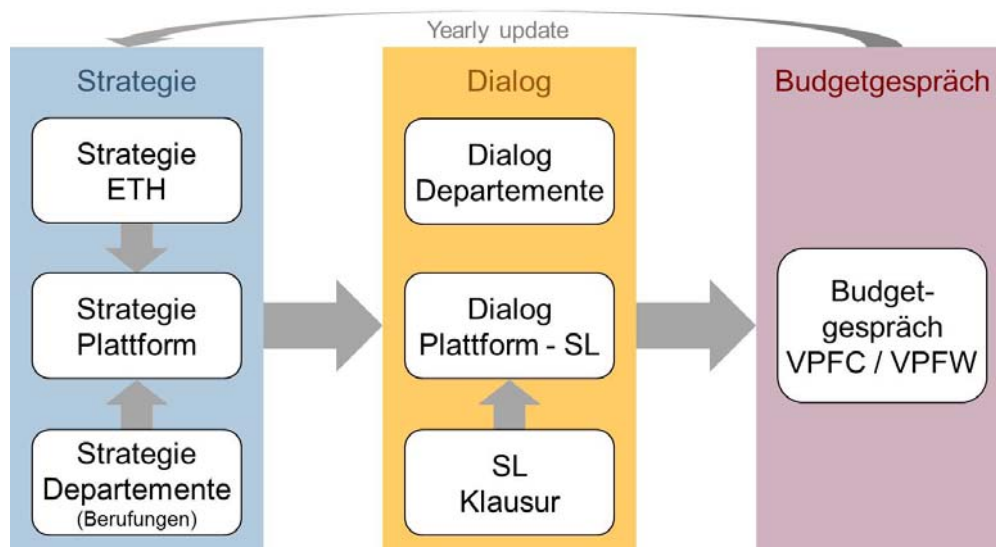 Yearly update
Strategie
Strategie
ETH
Strategie
Plattform
Strategie
Departemente
(Berufungen)
Dialog
Dialog
Departemente
Dialog
Plattform - SL
SL
Klausur
Budgetgespräch
Budget-
gespräch
VPFC / VPFW